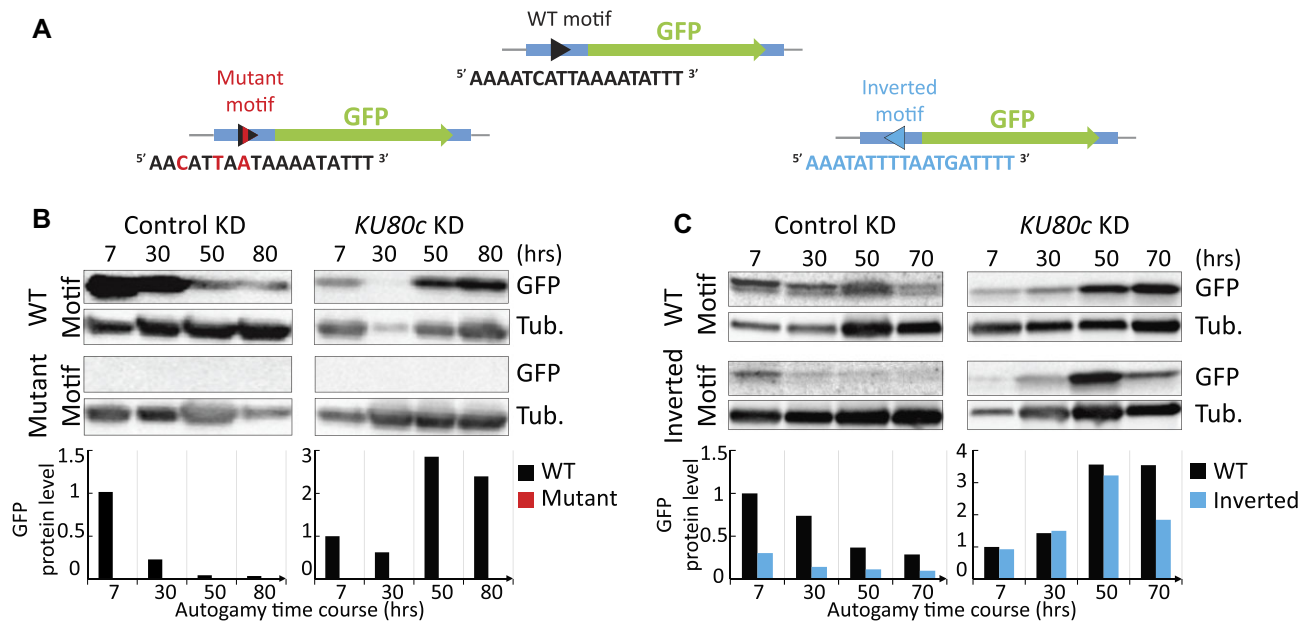 A
WT motif
GFP
5′ AAAATCATTAAAATATTT 3′
Mutant
motif
GFP
5′ AACATTAATAAAATATTT 3′
Inverted
motif
GFP
5′ AAATATTTTAATGATTTT 3′
B
Control KD
KU80c KD
7 30 50 80
7 30 50 80 (hrs)
WT
Motif
GFP
Tub.
Mutant
Motif
GFP
Tub.
GFP
protein level
1.5
1
0.5
0
7 30 50 80
3
2
1
0
7 30 50 80
WT
Mutant
Autogamy time course (hrs)
C
Control KD
KU80c KD
7 30 50 70
7 30 50 70 (hrs)
WT
Motif
GFP
Tub.
Inverted
Motif
GFP
Tub.
GFP
protein level
1.5
1
0.5
0
7 30 50 70
4
3
2
1
0
7 30 50 70
WT
Inverted
Autogamy time course (hrs)